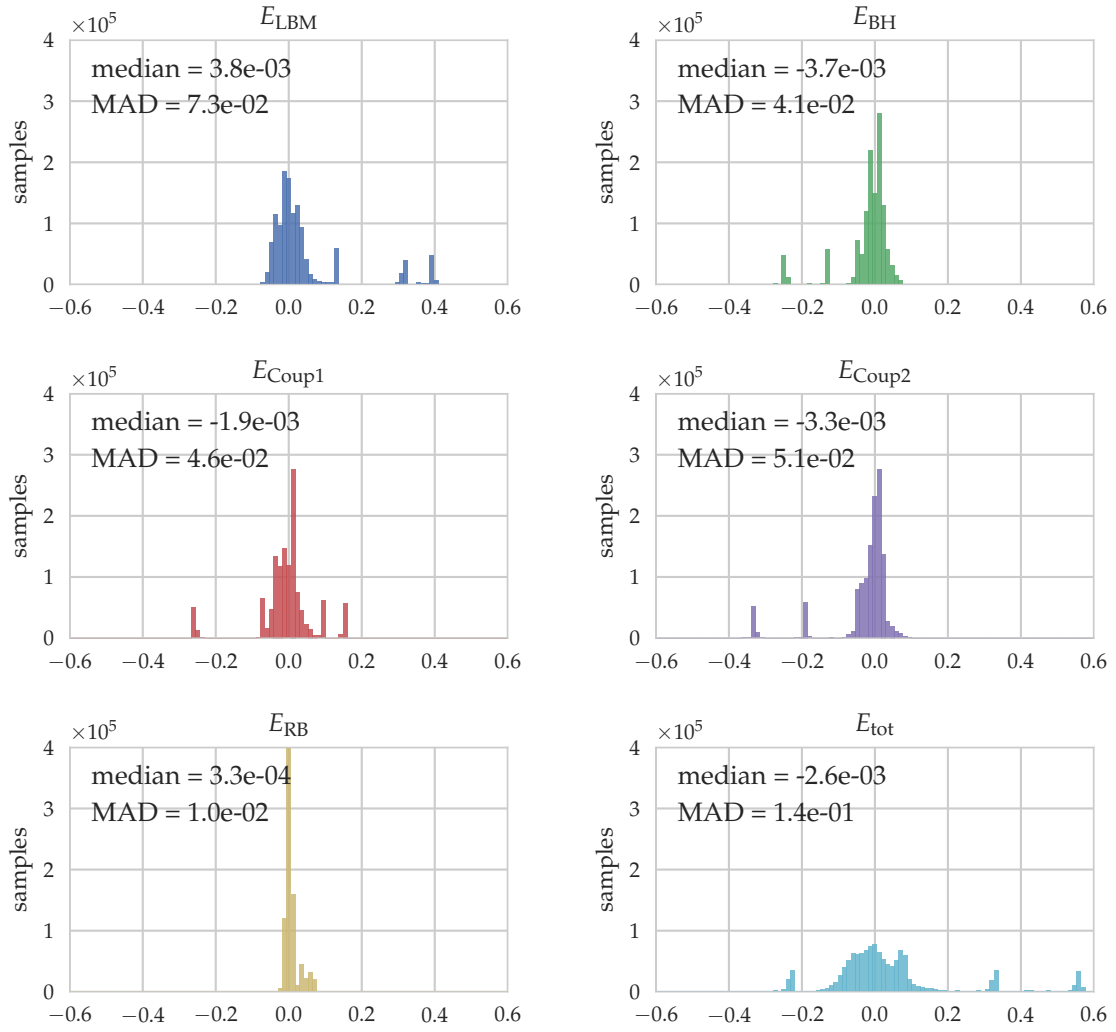 E_LBM
×10^5
4
median = 3.8e-03
MAD = 7.3e-02
3
samples
2
1
0
−0.6 −0.4 −0.2 0.0 0.2 0.4 0.6
E_BH
×10^5
4
median = -3.7e-03
MAD = 4.1e-02
3
samples
2
1
0
−0.6 −0.4 −0.2 0.0 0.2 0.4 0.6
E_Coup1
×10^5
4
median = -1.9e-03
MAD = 4.6e-02
3
samples
2
1
0
−0.6 −0.4 −0.2 0.0 0.2 0.4 0.6
E_Coup2
×10^5
4
median = -3.3e-03
MAD = 5.1e-02
3
samples
2
1
0
−0.6 −0.4 −0.2 0.0 0.2 0.4 0.6
E_RB
×10^5
4
median = 3.3e-04
MAD = 1.0e-02
3
samples
2
1
0
−0.6 −0.4 −0.2 0.0 0.2 0.4 0.6
E_tot
×10^5
4
median = -2.6e-03
MAD = 1.4e-01
3
samples
2
1
0
−0.6 −0.4 −0.2 0.0 0.2 0.4 0.6